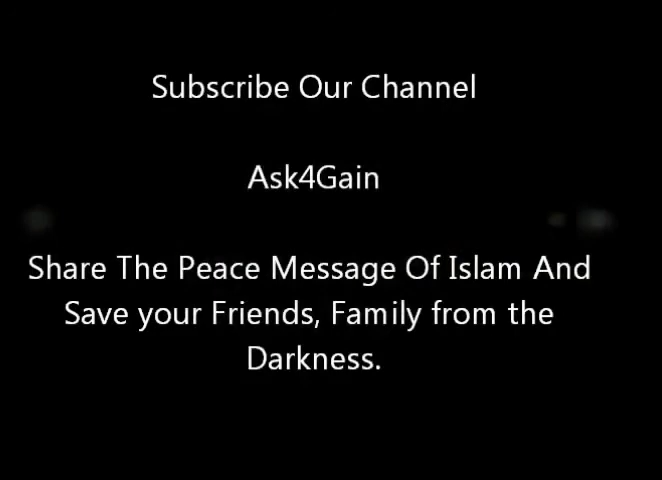 Subscribe Our Channel
Ask4Gain
Share The Peace Message Of Islam And
Save your Friends, Family from the
Darkness.